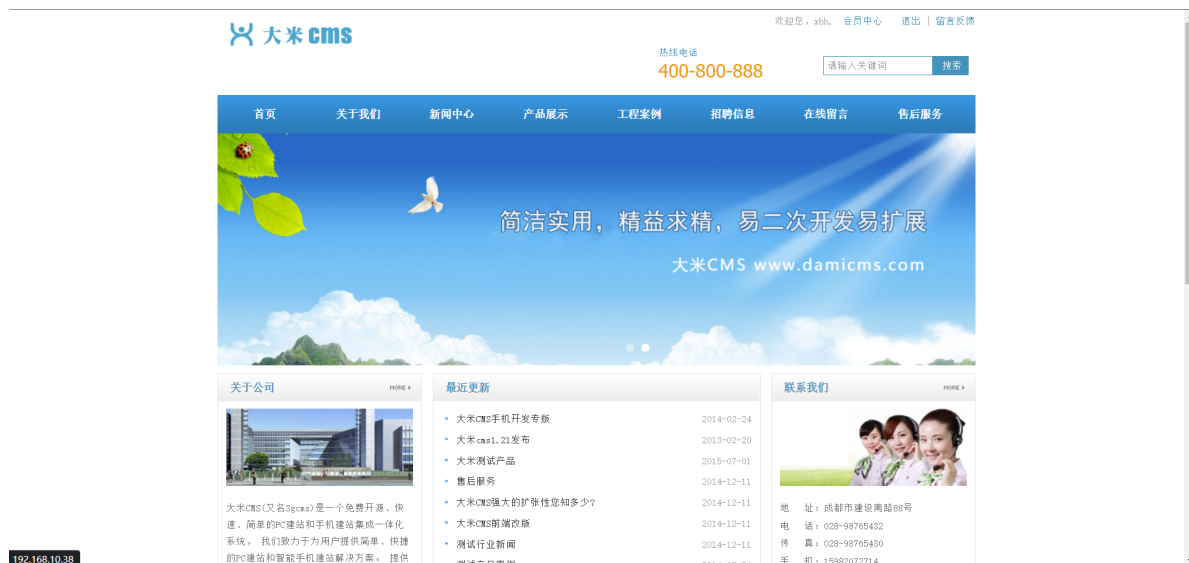 大米cms
欢迎您，xbh, 会员中心 退出 | 留言反馈
热线电话
400-800-888
请输入关键词 搜索
首页 关于我们 新闻中心 产品展示 工程案例 招聘信息 在线留言 售后服务
简洁实用，精益求精，易二次开发易扩展
大米CMS www.damicms.com
关于公司 MORE
大米CMS(又名3gcms)是一个免费开源、快
速、简单的PC建站和手机建站集成一体化
系统， 我们致力于为用户提供简单、快捷
的PC建站和智能手机建站解决方案。 提供
最近更新
大米CMS手机开发专版 2014-02-24
大米cms1.21发布 2013-02-20
大米测试产品 2015-07-01
售后服务 2014-12-11
大米CMS强大的扩张性您知多少? 2014-12-11
大米CMS前端改版 2014-12-11
测试行业新闻 2014-12-11
联系我们 MORE
地 址：成都市建设南路88号
电 话：028-98765432
传 真：028-98765430
手 机：15982072714
192.168.10.38